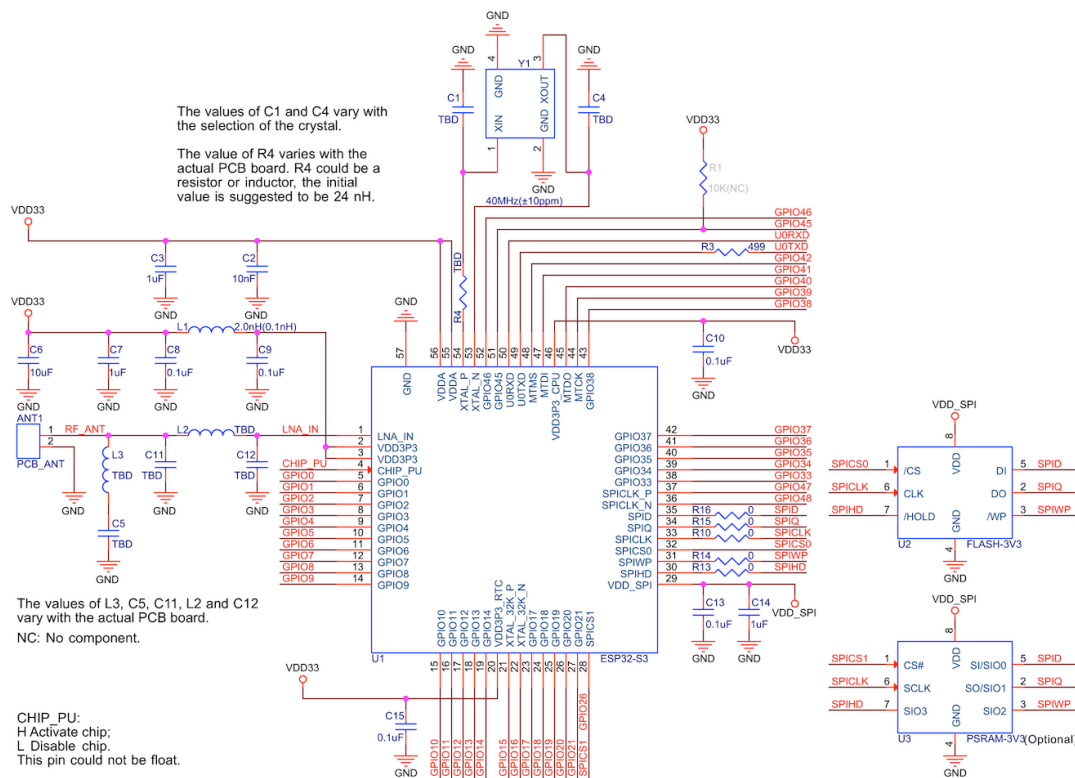 GND
GND
GND
4
3
Y1
GND
XOUT
C1
TBD
C4
TBD
XIN
GND
1
2
GND
The values of C1 and C4 vary with
the selection of the crystal.
The value of R4 varies with the
actual PCB board. R4 could be a
resistor or inductor, the initial
value is suggested to be 24 nH.
VDD33
R1
10K(NC)
40MHz(±10ppm)
VDD33
GPIO46
GPIO45
U0RXD
U0TXD
R3
499
GPIO42
GPIO41
GPIO40
GPIO39
GPIO38
C3
1uF
C2
10nF
GND
GND
TBD
R4
GND
VDD33
L1
2.0nH(0.1nH)
C6
10uF
C7
1uF
C8
0.1uF
C9
0.1uF
GND
GND
GND
GND
C10
0.1uF
VDD33
GND
57
56
55
54
53
52
51
50
49
48
47
46
45
44
43
GND
VDDA
VDDA
XTAL_P
XTAL_N
GPIO46
GPIO45
U0RXD
U0TXD
MTMS
MTDI
VDD3P3_CPU
MTDO
MTCK
GPIO38
ANT1
1
2
PCB_ANT
RF_ANT
L2
TBD
LNA_IN
L3
TBD
C11
TBD
C12
TBD
GND
GND
GND
C5
TBD
GND
CHIP_PU
GPIO0
GPIO1
GPIO2
GPIO3
GPIO4
GPIO5
GPIO6
GPIO7
GPIO8
GPIO9
1 LNA_IN
2 VDD3P3
3 VDD3P3
4 CHIP_PU
5 GPIO0
6 GPIO1
7 GPIO2
8 GPIO3
9 GPIO4
10 GPIO5
11 GPIO6
12 GPIO7
13 GPIO8
14 GPIO9
GPIO37 42 GPIO37
GPIO36 41 GPIO36
GPIO35 40 GPIO35
GPIO34 39 GPIO34
GPIO33 38 GPIO33
SPICLK_P 37 GPIO47
SPICLK_N 36 GPIO48
SPID 35 R16 0 SPID
SPIQ 34 R15 0 SPIQ
SPICLK 33 R10 0 SPICLK
SPICS0 32 SPICS0
SPIWP 31 R14 0 SPIWP
SPIHD 30 R13 0 SPIHD
VDD_SPI 29
C13
0.1uF
C14
1uF
VDD_SPI
GND
GND
GPIO10
GPIO11
GPIO12
GPIO13
GPIO14
VDD3P3_RTC
XTAL_32K_P
XTAL_32K_N
GPIO17
GPIO18
GPIO19
GPIO20
GPIO21
SPICS1
U1
ESP32-S3
15
16
17
18
19
20
21
22
23
24
25
26
27
28
VDD33
C15
0.1uF
GND
GPIO10
GPIO11
GPIO12
GPIO13
GPIO14
GPIO15
GPIO16
GPIO17
GPIO18
GPIO19
GPIO20
GPIO21
SPICS1
GPIO26
The values of L3, C5, C11, L2 and C12
vary with the actual PCB board.
NC: No component.
CHIP_PU:
H Activate chip;
L Disable chip.
This pin could not be float.
VDD_SPI
8
VDD
SPICS0 1 /CS
SPICLK 6 CLK
SPIHD 7 /HOLD
DI 5 SPID
DO 2 SPIQ
/WP 3 SPIWP
GND
4
U2
FLASH-3V3
GND
VDD_SPI
8
VDD
SPICS1 1 CS#
SPICLK 6 SCLK
SPIHD 7 SIO3
SI/SIO0 5 SPID
SO/SIO1 2 SPIQ
SIO2 3 SPIWP
GND
4
U3
PSRAM-3V3(Optional)
GND